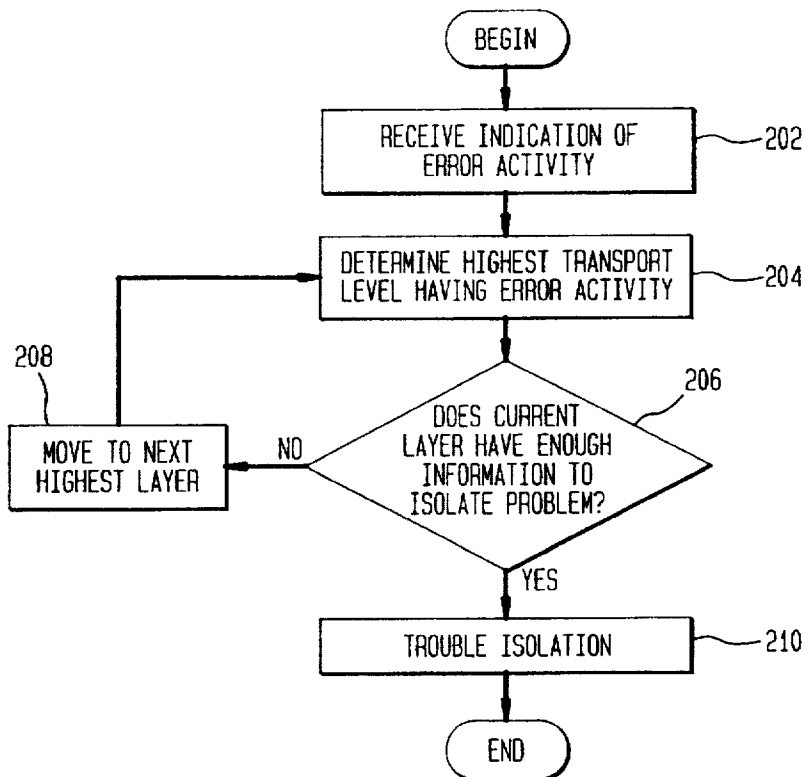 BEGIN
RECEIVE INDICATION OF
ERROR ACTIVITY
202
DETERMINE HIGHEST TRANSPORT
LEVEL HAVING ERROR ACTIVITY
204
208
206
MOVE TO NEXT
HIGHEST LAYER
NO
DOES CURRENT
LAYER HAVE ENOUGH
INFORMATION TO
ISOLATE PROBLEM?
YES
TROUBLE ISOLATION
210
END